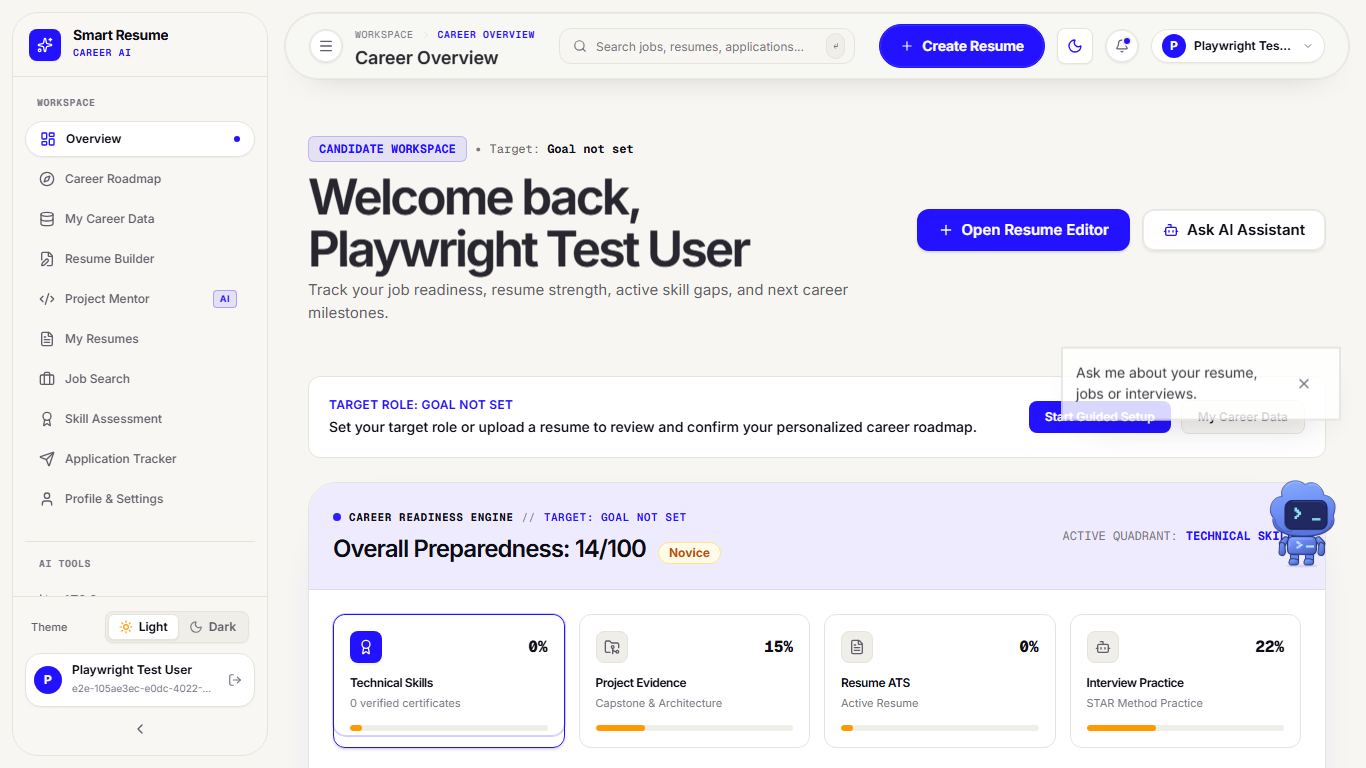 Smart Resume
CAREER AI
WORKSPACE
Overview
Career Roadmap
My Career Data
Resume Builder
Project Mentor AI
My Resumes
Job Search
Skill Assessment
Application Tracker
Profile & Settings
AI TOOLS
Theme Light Dark
P Playwright Test User
e2e-105ae3ec-e0dc-4022-...
WORKSPACE CAREER OVERVIEW
Career Overview
Search jobs, resumes, applications...
+ Create Resume
P Playwright Tes...
CANDIDATE WORKSPACE • Target: Goal not set
Welcome back,
Playwright Test User
Track your job readiness, resume strength, active skill gaps, and next career
milestones.
+ Open Resume Editor
Ask AI Assistant
Ask me about your resume,
jobs or interviews.
TARGET ROLE: GOAL NOT SET
Set your target role or upload a resume to review and confirm your personalized career roadmap.
Start Guided Setup
My Career Data
CAREER READINESS ENGINE // TARGET: GOAL NOT SET
Overall Preparedness: 14/100 Novice
ACTIVE QUADRANT: TECHNICAL
0%
Technical Skills
0 verified certificates
15%
Project Evidence
Capstone & Architecture
0%
Resume ATS
Active Resume
22%
Interview Practice
STAR Method Practice